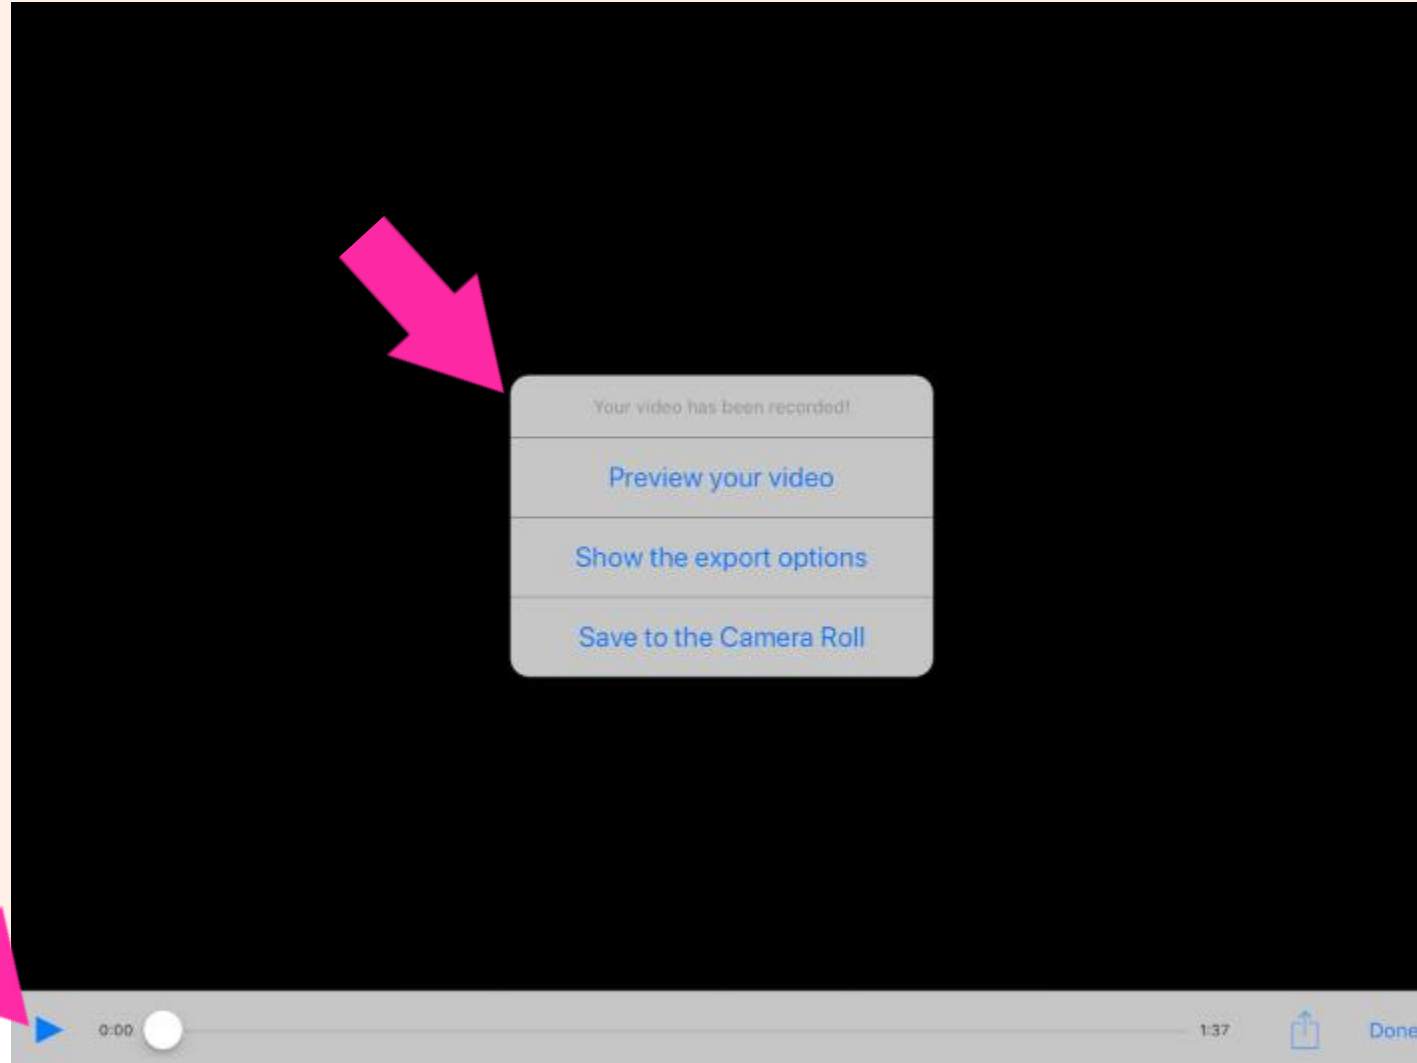 Your video has been recorded!
Preview your video
Show the export options
Save to the Camera Roll
0:00 1:37 Done